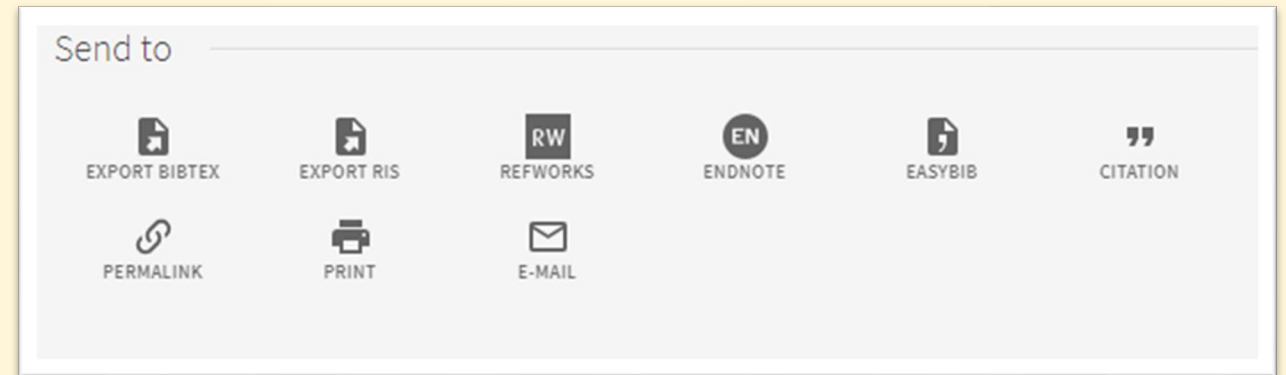 Send to
RW EN
EXPORT BIBTEX EXPORT RIS REFWORKS ENDNOTE EASYBIB CITATION
PERMALINK PRINT E-MAIL